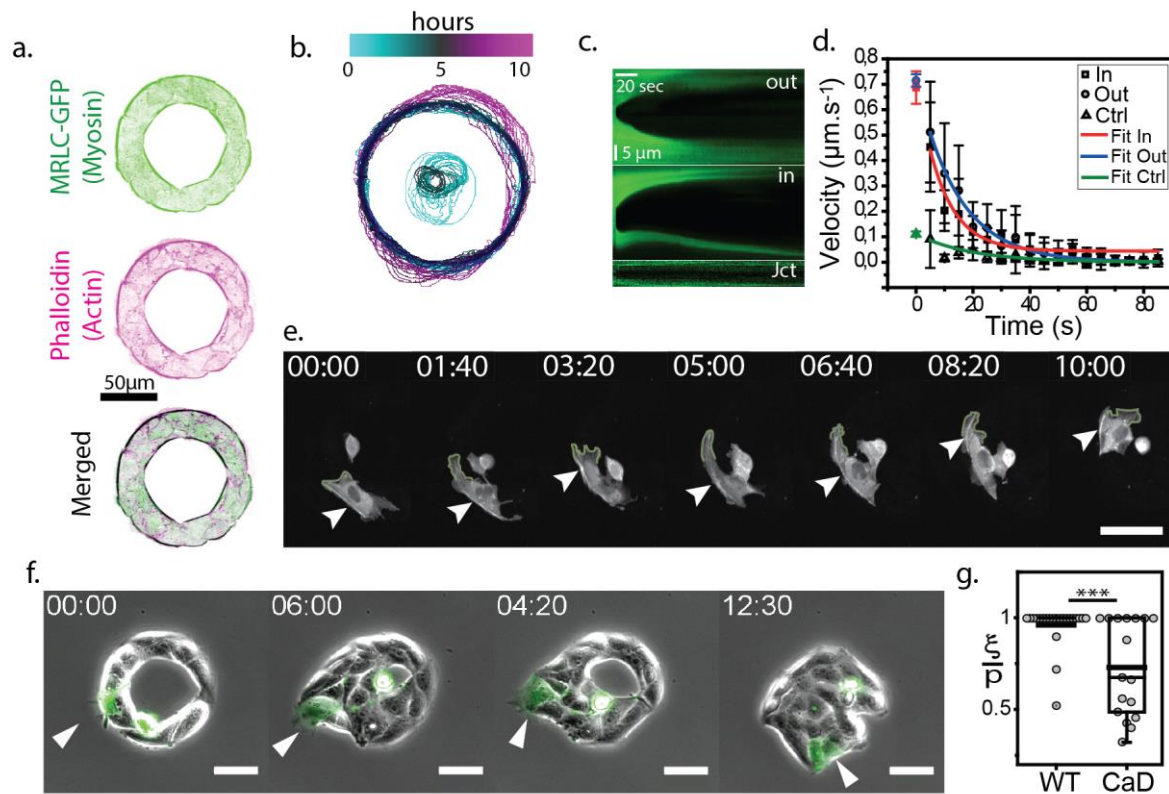 a.
MRLC-GFP
(Myosin)
Phalloidin
(Actin)
50µm
Merged
b.
hours
0 5 10
c.
20 sec
out
5 µm
in
Jct
d.
Velocity (µm.s-1)
0,8
0,7
0,6
0,5
0,4
0,3
0,2
0,1
0,0
In
Out
Ctrl
Fit In
Fit Out
Fit Ctrl
0 20 40 60 80
Time (s)
e.
00:00 01:40 03:20 05:00 06:40 08:20 10:00
f.
00:00 06:00 04:20 12:30
g.
***
1
0.5
ξ
d
WT CaD